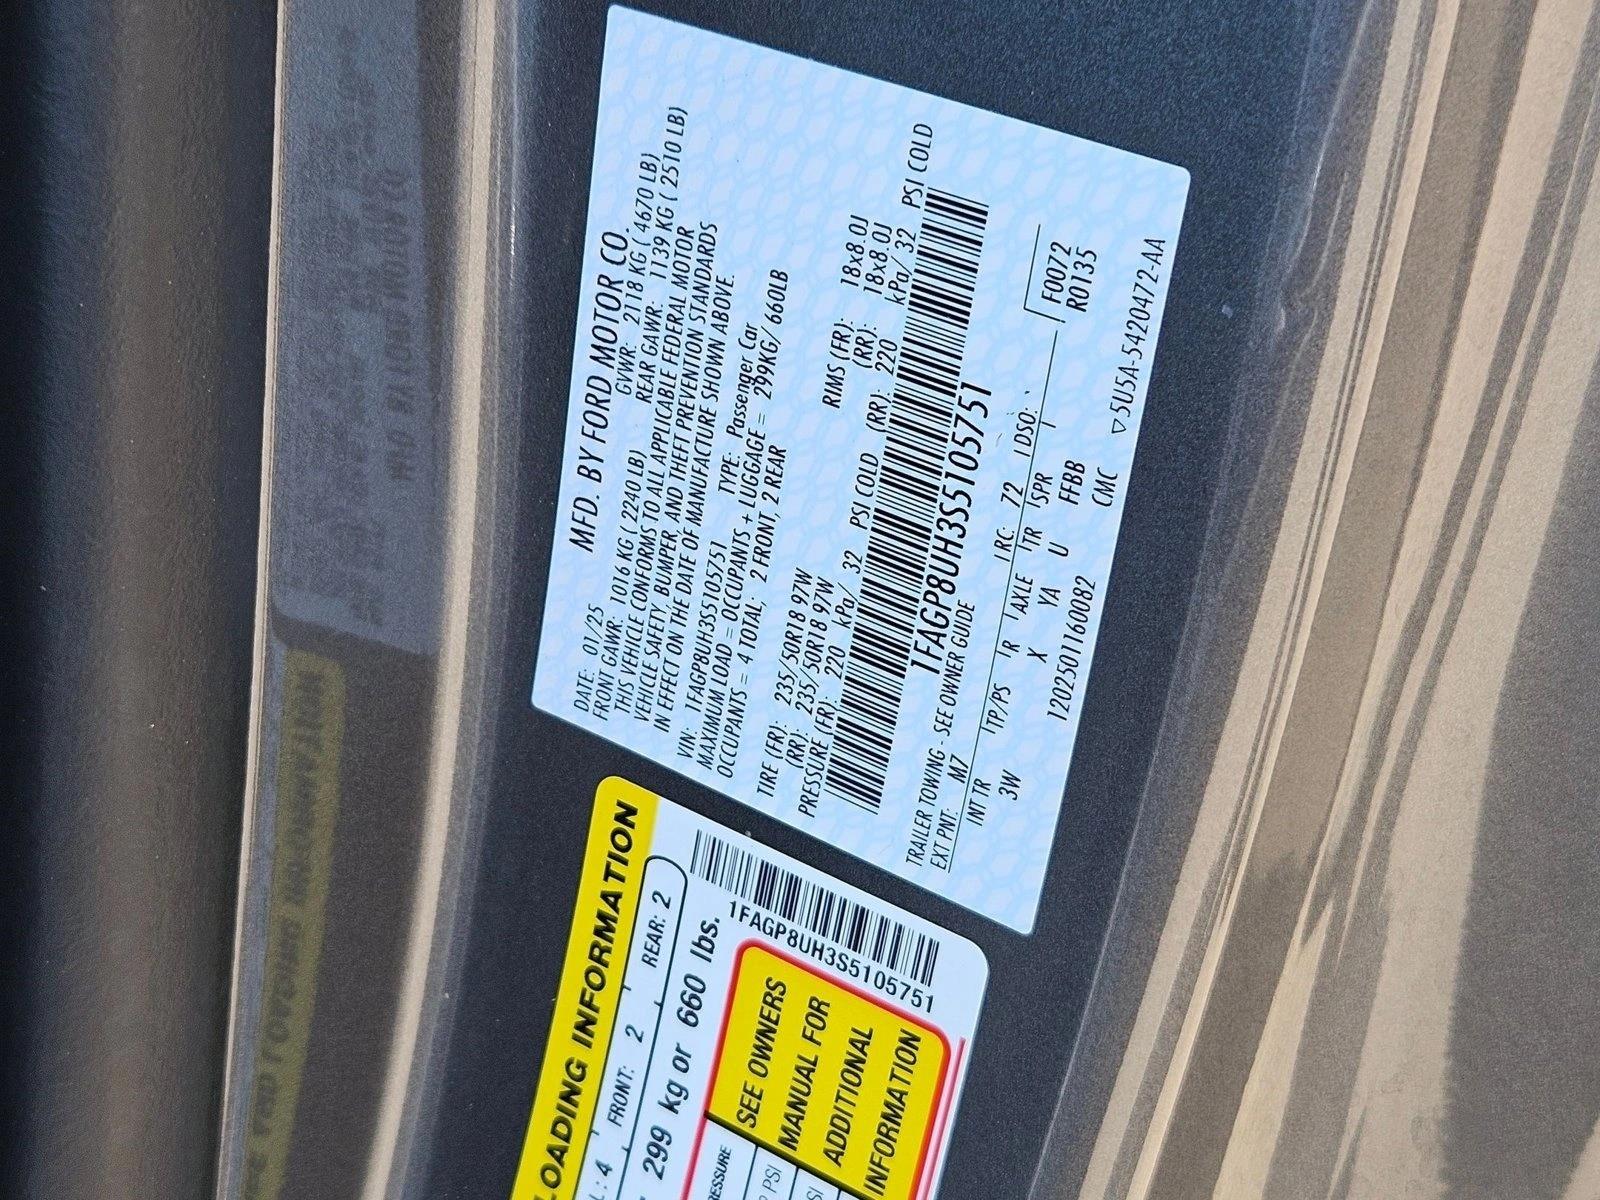 MFD. BY FORD MOTOR CO.
DATE: 01/25 GVWR: 2118 KG ( 4670 LB)
FRONT GAWR: 1016 KG ( 2240 LB) REAR GAWR: 1139 KG ( 2510 LB)
THIS VEHICLE CONFORMS TO ALL APPLICABLE FEDERAL MOTOR
VEHICLE SAFETY, BUMPER, AND THEFT PREVENTION STANDARDS
IN EFFECT ON THE DATE OF MANUFACTURE SHOWN ABOVE.
VIN: 1FAGP8UH3S5105751 TYPE: Passenger Car
MAXIMUM LOAD = OCCUPANTS + LUGGAGE = 299KG/ 660LB
OCCUPANTS = 4 TOTAL; 2 FRONT, 2 REAR
TIRE (FR): 235/50R18 97W RIMS (FR): 18x8.0J
(RR): 235/50R18 97W (RR): 18x8.0J
PRESSURE (FR): 220 kPa/ 32 PSI COLD (RR): 220 kPa/ 32 PSI COLD
1FAGP8UH3S5105751
TRAILER TOWING - SEE OWNER GUIDE
EXT PNT: M7 RC: 72 DSO:
INT TR TP/PS R AXLE TR SPR
3W X YA U FFBB
F0072
R0135
1202501160082 CMC
▽5U5A-5420472-AA
LOADING INFORMATION
: 4 FRONT: 2 REAR: 2
299 kg or 660 lbs.
1FAGP8UH3S5105751
SEE OWNERS
MANUAL FOR
ADDITIONAL
INFORMATION
PSI